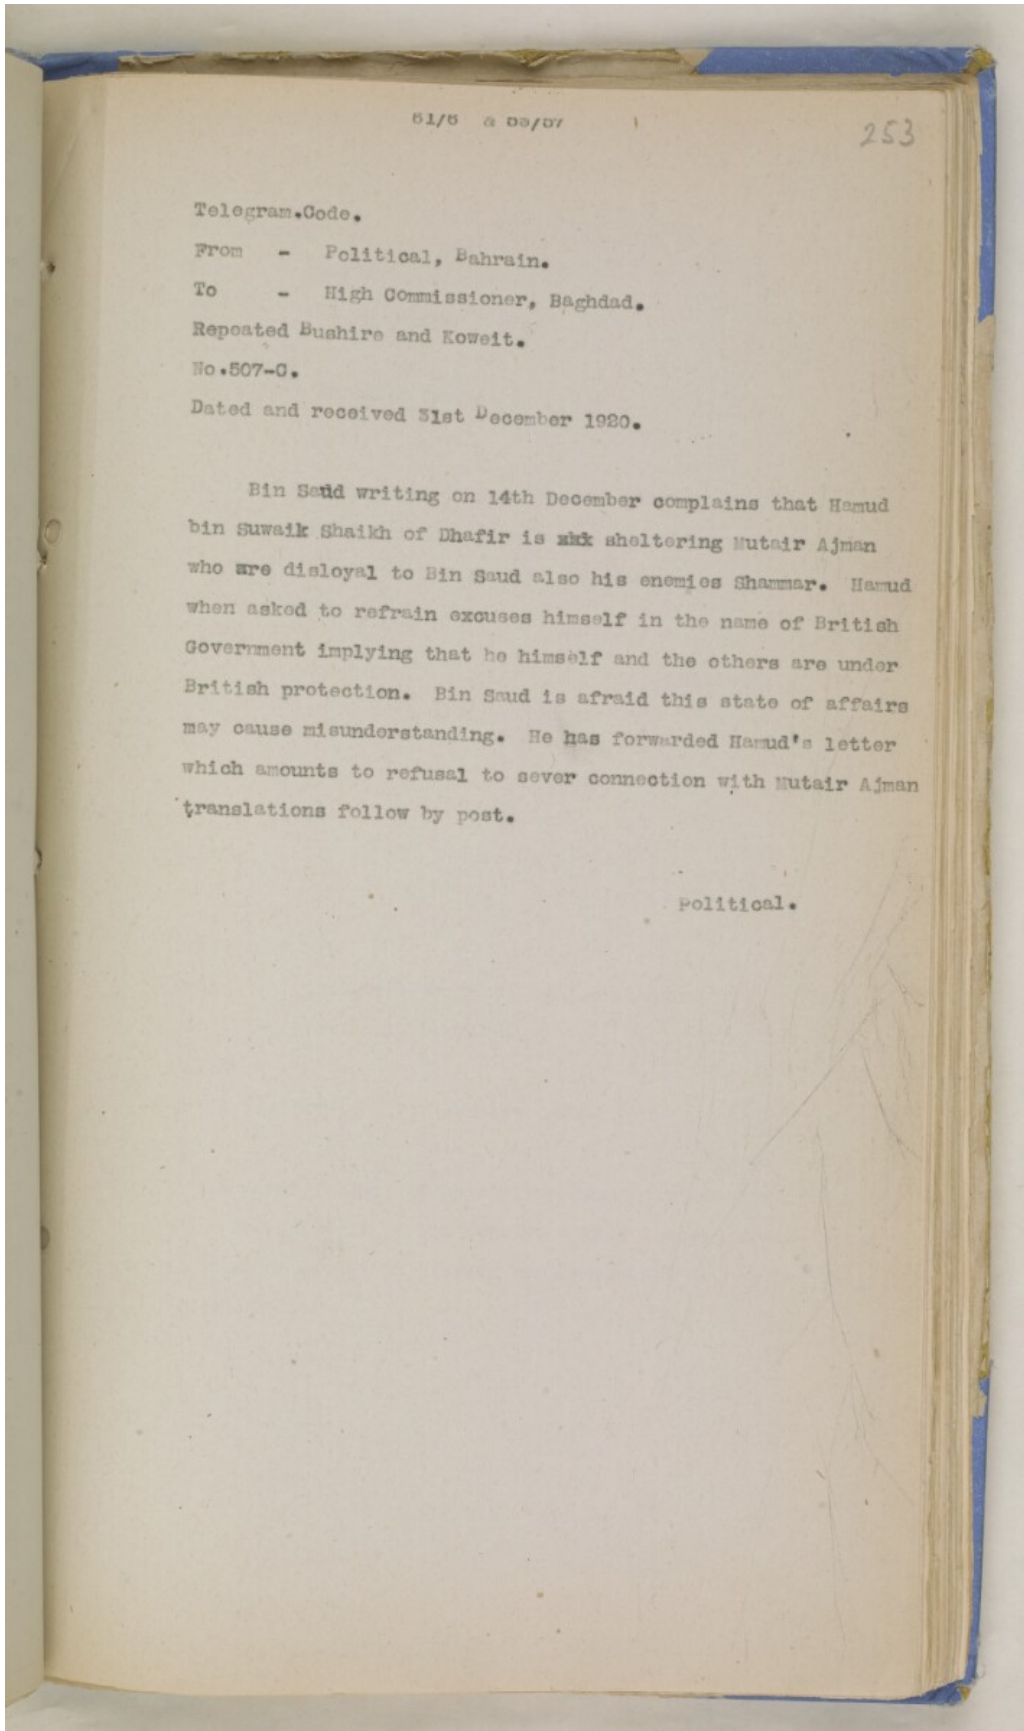 61/6 & 53/57
253
Telegram.Code.
From - Political, Bahrain.
To - High Commissioner, Baghdad.
Repeated Bushire and Koweit.
No.507-C.
Dated and received 31st December 1920.
Bin Saud writing on 14th December complains that Hamud
bin Suwaik Shaikh of Dhafir is sheltering Mutair Ajman
who are disloyal to Bin Saud also his enemies Shammar. Hamud
when asked to refrain excuses himself in the name of British
Government implying that he himself and the others are under
British protection. Bin Saud is afraid this state of affairs
may cause misunderstanding. He has forwarded Hamud's letter
which amounts to refusal to sever connection with Mutair Ajman
translations follow by post.
Political.